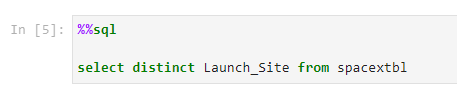 In [5]: %%sql
select distinct Launch_Site from spacextbl